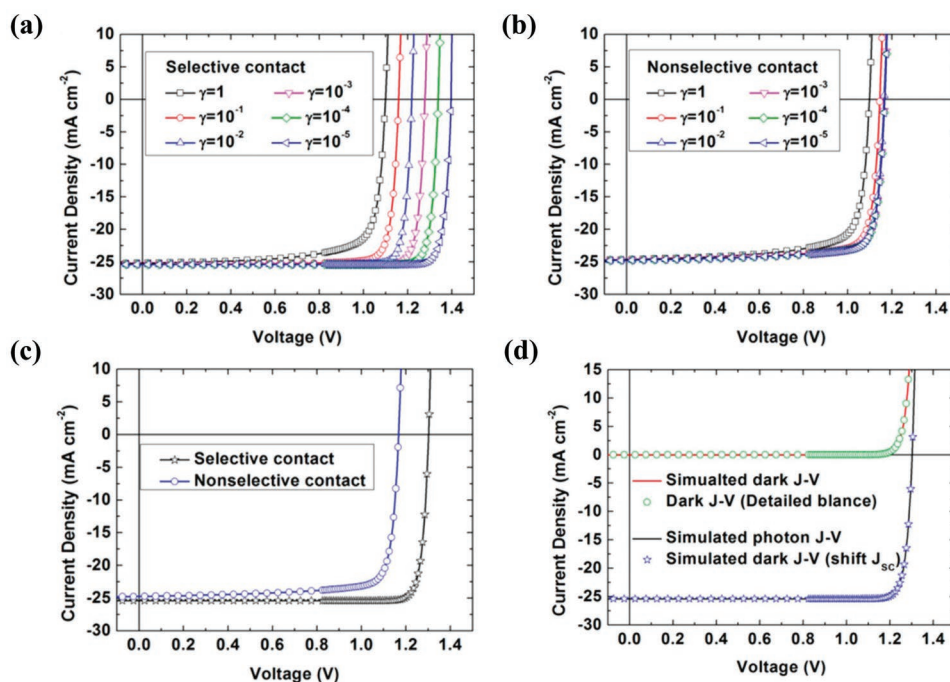 (a)
Current Density (mA cm⁻²)
10
5
0
-5
-10
-15
-20
-25
-30
Selective contact
γ=1 γ=10⁻³
γ=10⁻¹ γ=10⁻⁴
γ=10⁻² γ=10⁻⁵
0.0 0.2 0.4 0.6 0.8 1.0 1.2 1.4
Voltage (V)
(b)
Current Density (mA cm⁻²)
10
5
0
-5
-10
-15
-20
-25
-30
Nonselective contact
γ=1 γ=10⁻³
γ=10⁻¹ γ=10⁻⁴
γ=10⁻² γ=10⁻⁵
0.0 0.2 0.4 0.6 0.8 1.0 1.2 1.4
Voltage (V)
(c)
Current Density (mA cm⁻²)
10
5
0
-5
-10
-15
-20
-25
-30
Selective contact
Nonselective contact
0.0 0.2 0.4 0.6 0.8 1.0 1.2 1.4
Voltage (V)
(d)
Current Density (mA cm⁻²)
15
10
5
0
-5
-10
-15
-20
-25
-30
Simualted dark J-V
Dark J-V (Detailed blance)
Simulated photon J-V
Simulated dark J-V (shift J_SC)
0.0 0.2 0.4 0.6 0.8 1.0 1.2 1.4
Voltage (V)